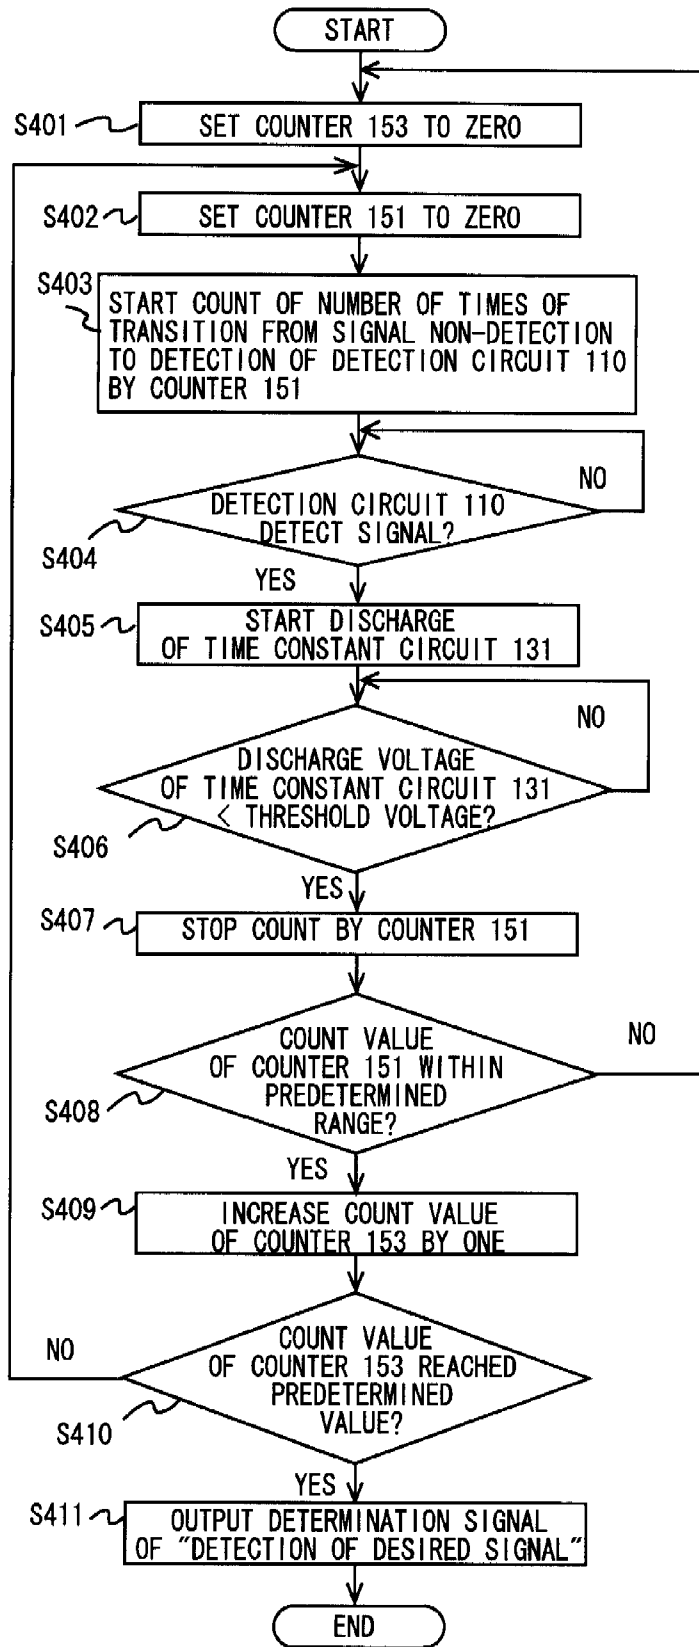 START
S401
SET COUNTER 153 TO ZERO
S402
SET COUNTER 151 TO ZERO
S403
START COUNT OF NUMBER OF TIMES OF
TRANSITION FROM SIGNAL NON-DETECTION
TO DETECTION OF DETECTION CIRCUIT 110
BY COUNTER 151
NO
DETECTION CIRCUIT 110
DETECT SIGNAL?
S404
YES
S405
START DISCHARGE
OF TIME CONSTANT CIRCUIT 131
NO
DISCHARGE VOLTAGE
OF TIME CONSTANT CIRCUIT 131
< THRESHOLD VOLTAGE?
S406
YES
S407
STOP COUNT BY COUNTER 151
NO
COUNT VALUE
OF COUNTER 151 WITHIN
PREDETERMINED
RANGE?
S408
YES
S409
INCREASE COUNT VALUE
OF COUNTER 153 BY ONE
NO
COUNT VALUE
OF COUNTER 153 REACHED
PREDETERMINED
VALUE?
S410
YES
S411
OUTPUT DETERMINATION SIGNAL
OF "DETECTION OF DESIRED SIGNAL"
END